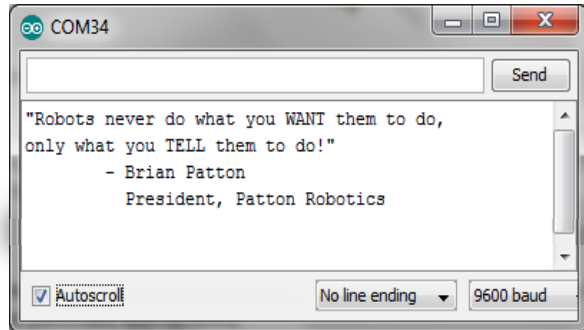 COM34
Send
"Robots never do what you WANT them to do,
only what you TELL them to do!"
- Brian Patton
President, Patton Robotics
Autoscroll
No line ending
9600 baud